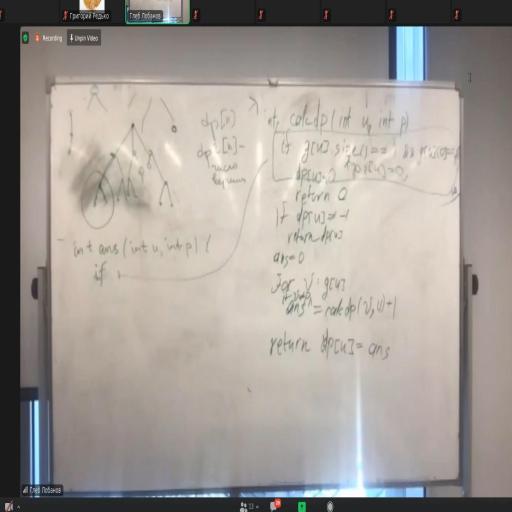 Григорий Редько
Глеб Лобанов
Recording
Unpin Video
dp[n]
dp[n]-
число
вершин
int calcdp(int u, int p)
if g[u].size() == 1
dp[u]=0,
return 0
if dp[u] != -1
return dp[u]
ans=0
for v: g[u]
ans = calcdp(v, u)+1
return dp[u] = ans
int ans (int u, int p) {
if
Глеб Лобанов